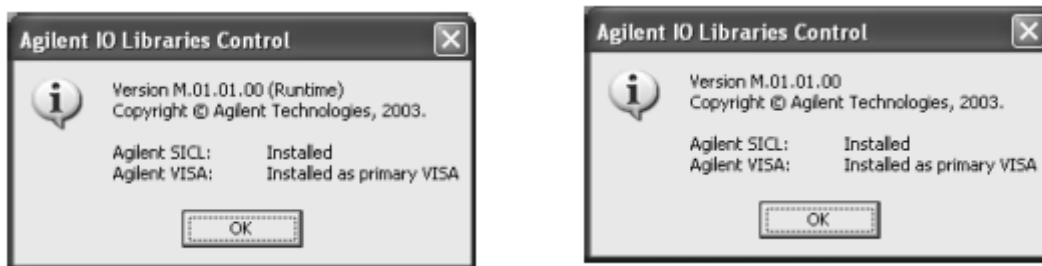 Agilent IO Libraries Control
Version M.01.01.00 (Runtime)
Copyright © Agilent Technologies, 2003.
Agilent SICL: Installed
Agilent VISA: Installed as primary VISA
OK
Agilent IO Libraries Control
Version M.01.01.00
Copyright © Agilent Technologies, 2003.
Agilent SICL: Installed
Agilent VISA: Installed as primary VISA
OK